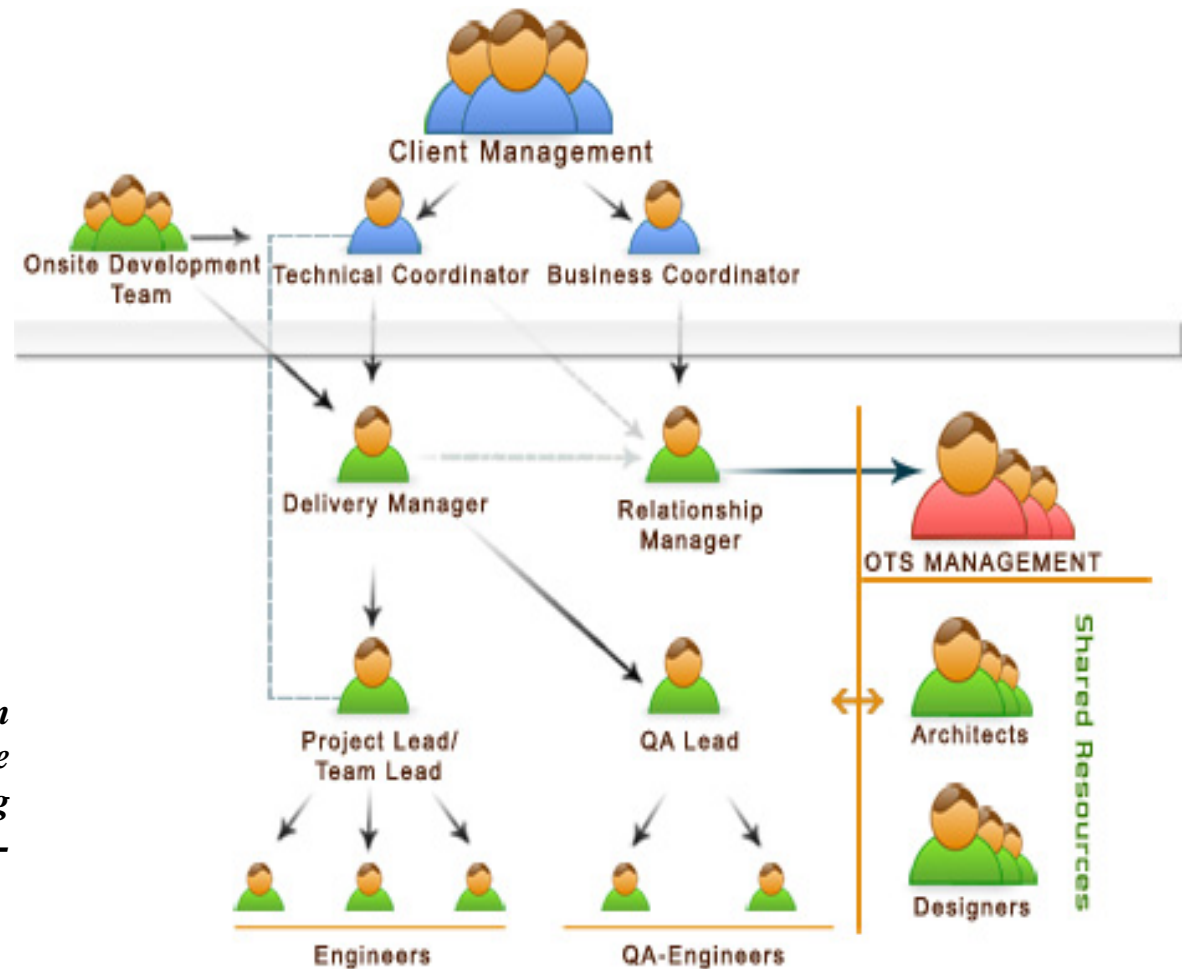 Client Management
Onsite Development
Team
Technical Coordinator
Business Coordinator
Delivery Manager
Relationship
Manager
OTS MANAGEMENT
Shared Resources
Project Lead/
Team Lead
QA Lead
Architects
Designers
Engineers
QA-Engineers
n
e
g
-